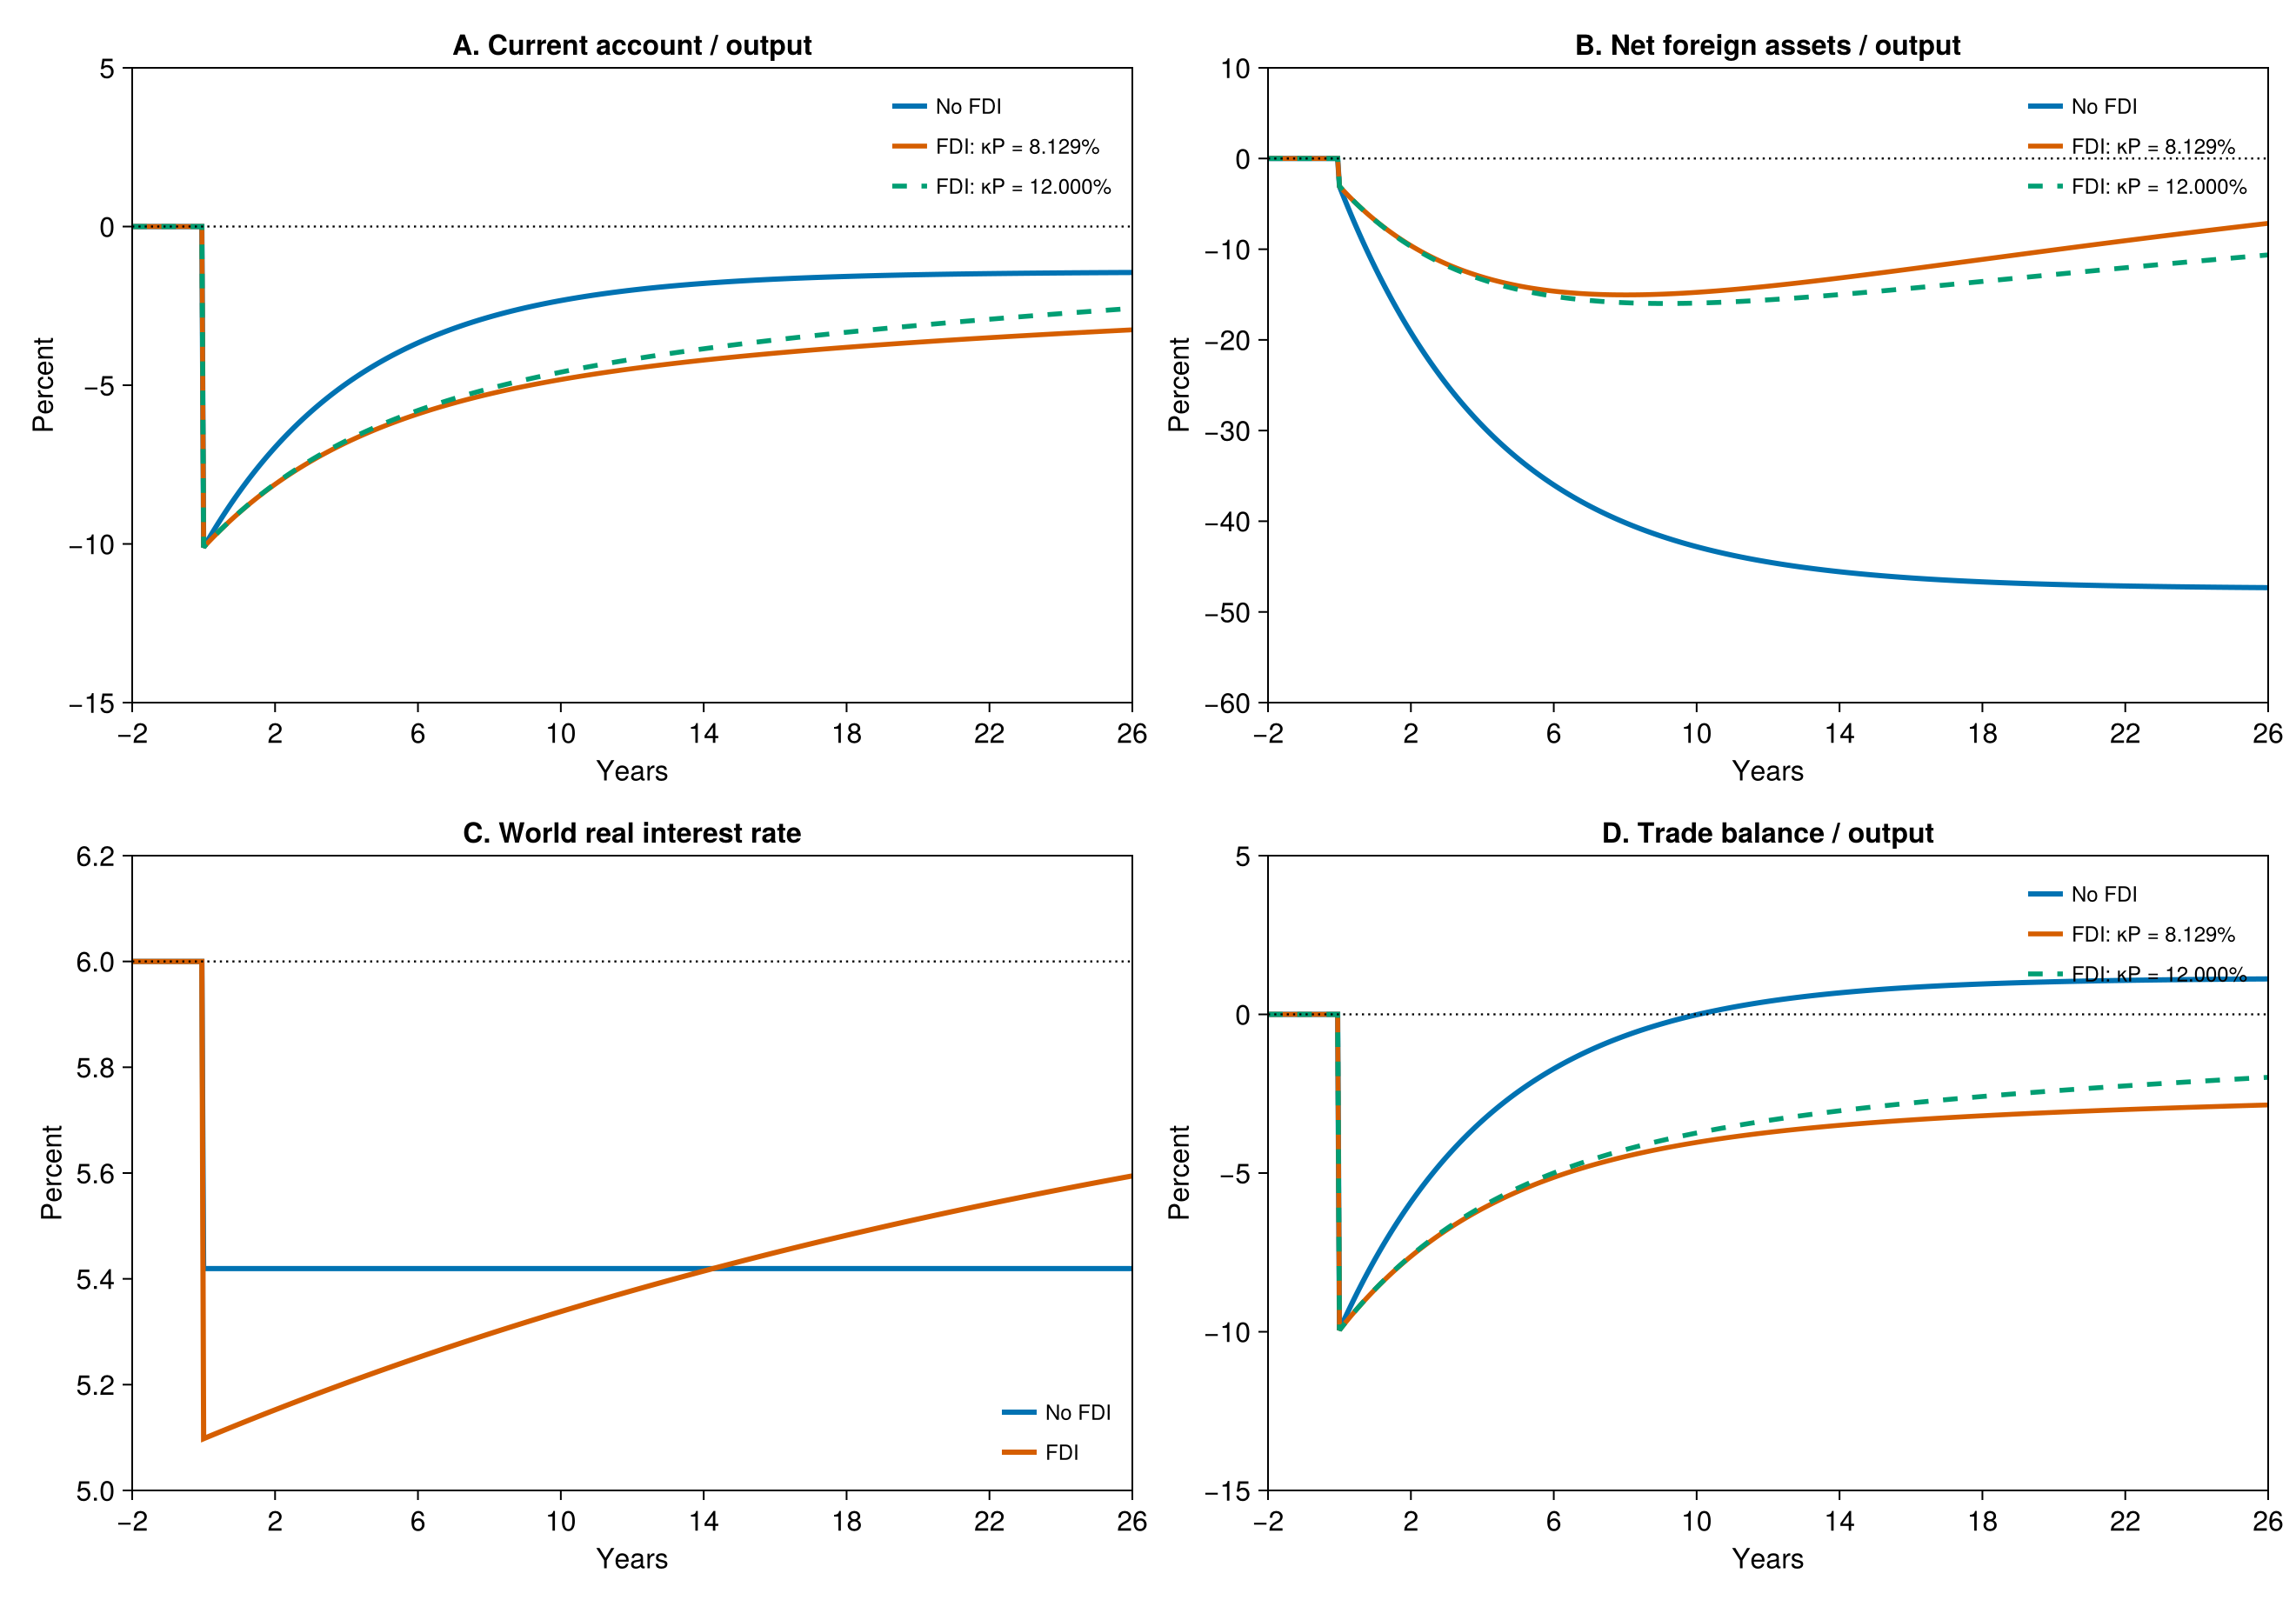 A. Current account / output
5
0
−5
−10
−15
Percent
No FDI
FDI: κP = 8.129%
FDI: κP = 12.000%
−2 2 6 10 14 18 22 26
Years
B. Net foreign assets / output
10
0
−10
−20
−30
−40
−50
−60
Percent
No FDI
FDI: κP = 8.129%
FDI: κP = 12.000%
−2 2 6 10 14 18 22 26
Years
C. World real interest rate
6.2
6.0
5.8
5.6
5.4
5.2
5.0
Percent
No FDI
FDI
−2 2 6 10 14 18 22 26
Years
D. Trade balance / output
5
0
−5
−10
−15
Percent
No FDI
FDI: κP = 8.129%
FDI: κP = 12.000%
−2 2 6 10 14 18 22 26
Years